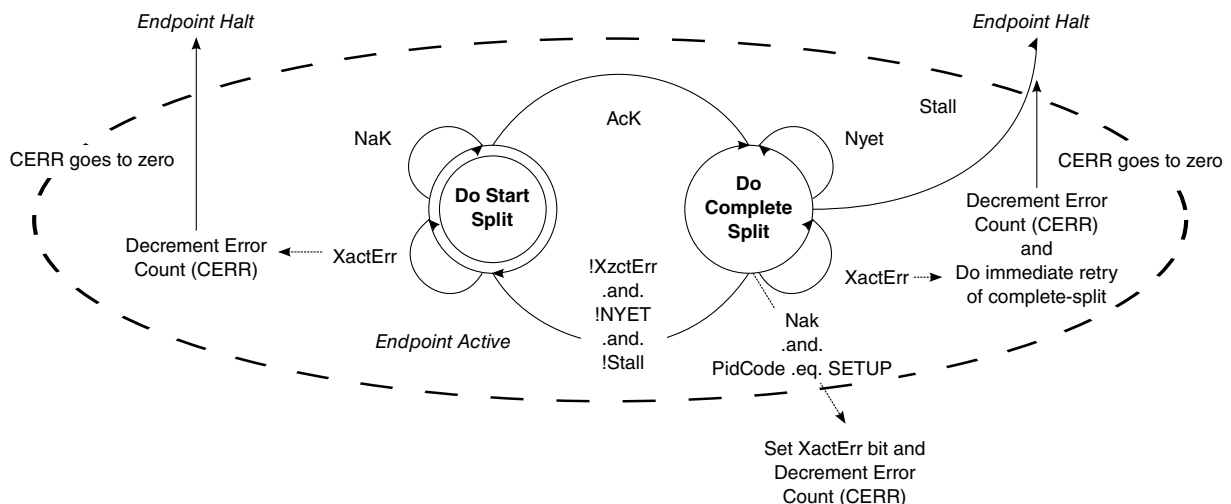 Endpoint Halt
Endpoint Halt
Stall
AcK
NaK
Nyet
CERR goes to zero
CERR goes to zero
Do Start
Split
Do
Complete
Split
Decrement Error
Count (CERR)
and
Do immediate retry
of complete-split
Decrement Error
Count (CERR)
XactErr
XactErr
!XzctErr
.and.
!NYET
.and.
!Stall
Endpoint Active
Nak
.and.
PidCode .eq. SETUP
Set XactErr bit and
Decrement Error
Count (CERR)